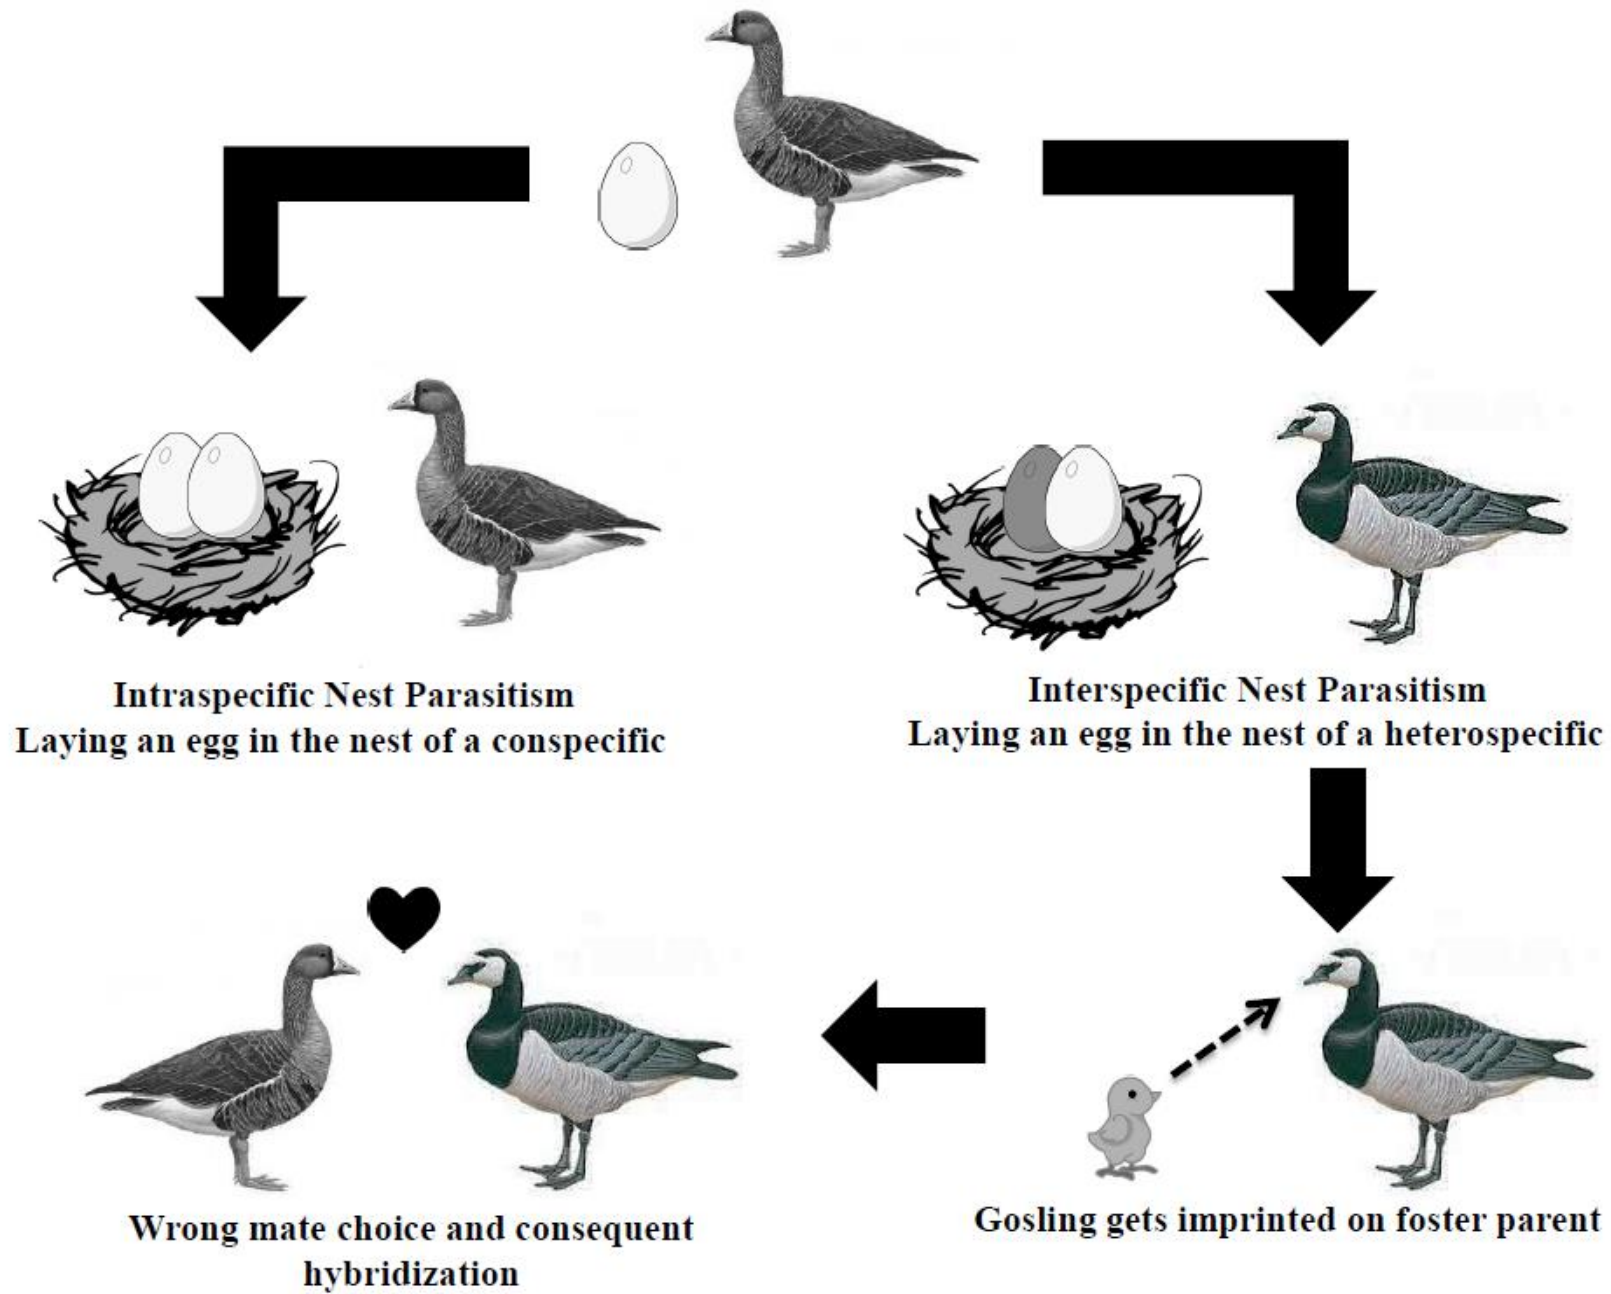 Intraspecific Nest Parasitism
Laying an egg in the nest of a conspecific
Interspecific Nest Parasitism
Laying an egg in the nest of a heterospecific
Wrong mate choice and consequent
hybridization
Gosling gets imprinted on foster parent